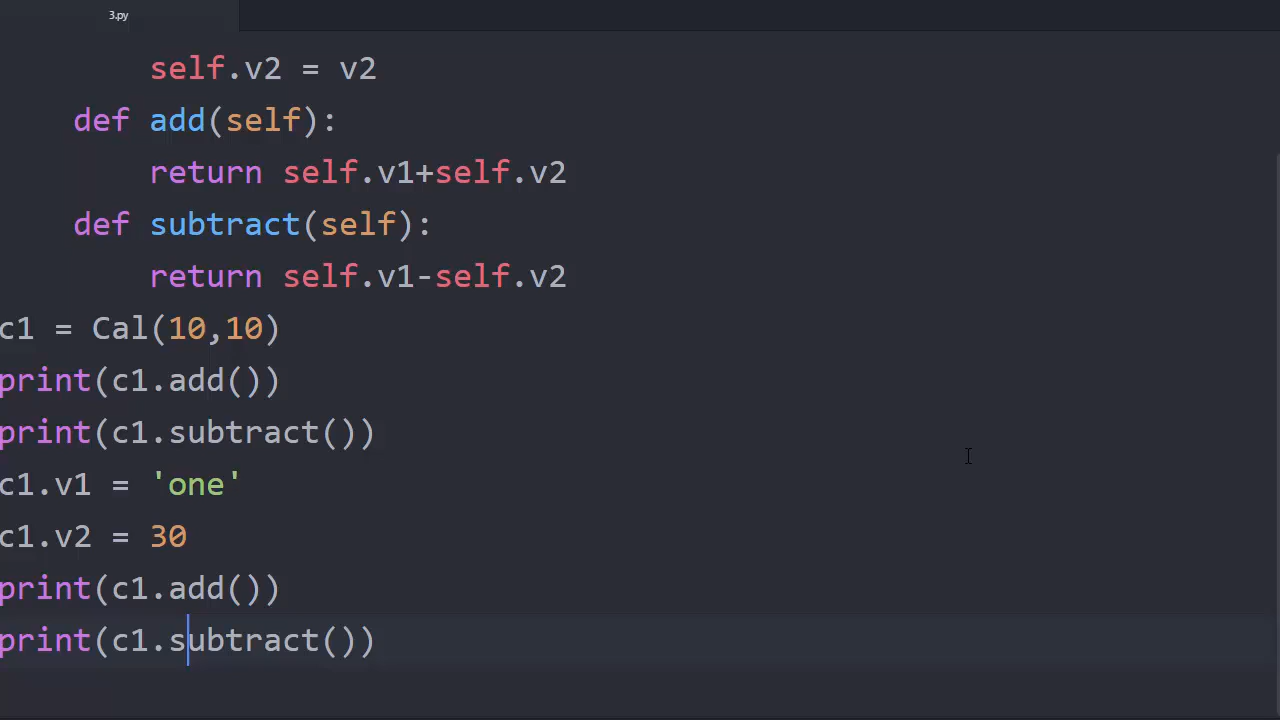 3.py
        self.v2 = v2
    def add(self):
        return self.v1+self.v2
    def subtract(self):
        return self.v1-self.v2
c1 = Cal(10,10)
print(c1.add())
print(c1.subtract())
c1.v1 = 'one'
c1.v2 = 30
print(c1.add())
print(c1.subtract())